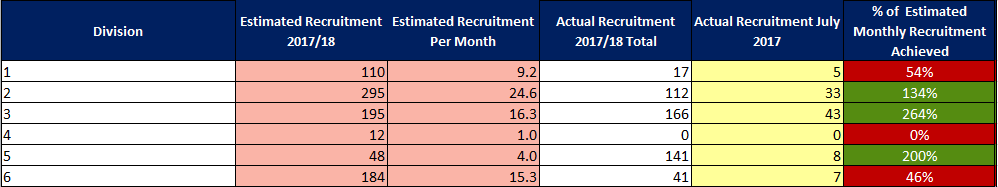 Division | Estimated Recruitment 2017/18 | Estimated Recruitment Per Month | Actual Recruitment 2017/18 Total | Actual Recruitment July 2017 | % of Estimated Monthly Recruitment Achieved
1 | 110 | 9.2 | 17 | 5 | 54%
2 | 295 | 24.6 | 112 | 33 | 134%
3 | 195 | 16.3 | 166 | 43 | 264%
4 | 12 | 1.0 | 0 | 0 | 0%
5 | 48 | 4.0 | 141 | 8 | 200%
6 | 184 | 15.3 | 41 | 7 | 46%